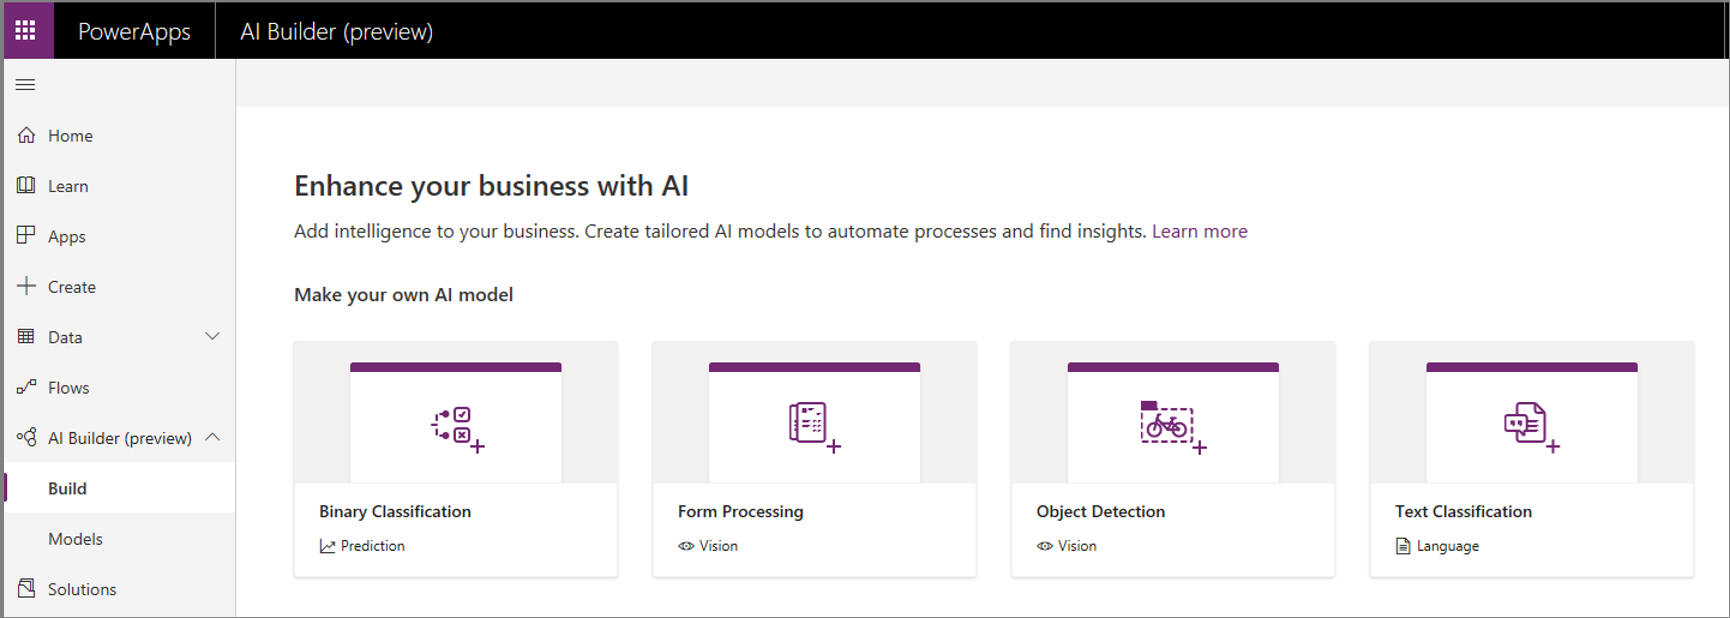 PowerApps
AI Builder (preview)
Home
Learn
Apps
Create
Data
Flows
AI Builder (preview)
Build
Models
Solutions
Enhance your business with AI
Add intelligence to your business. Create tailored AI models to automate processes and find insights. Learn more
Make your own AI model
Binary Classification
Prediction
Form Processing
Vision
Object Detection
Vision
Text Classification
Language